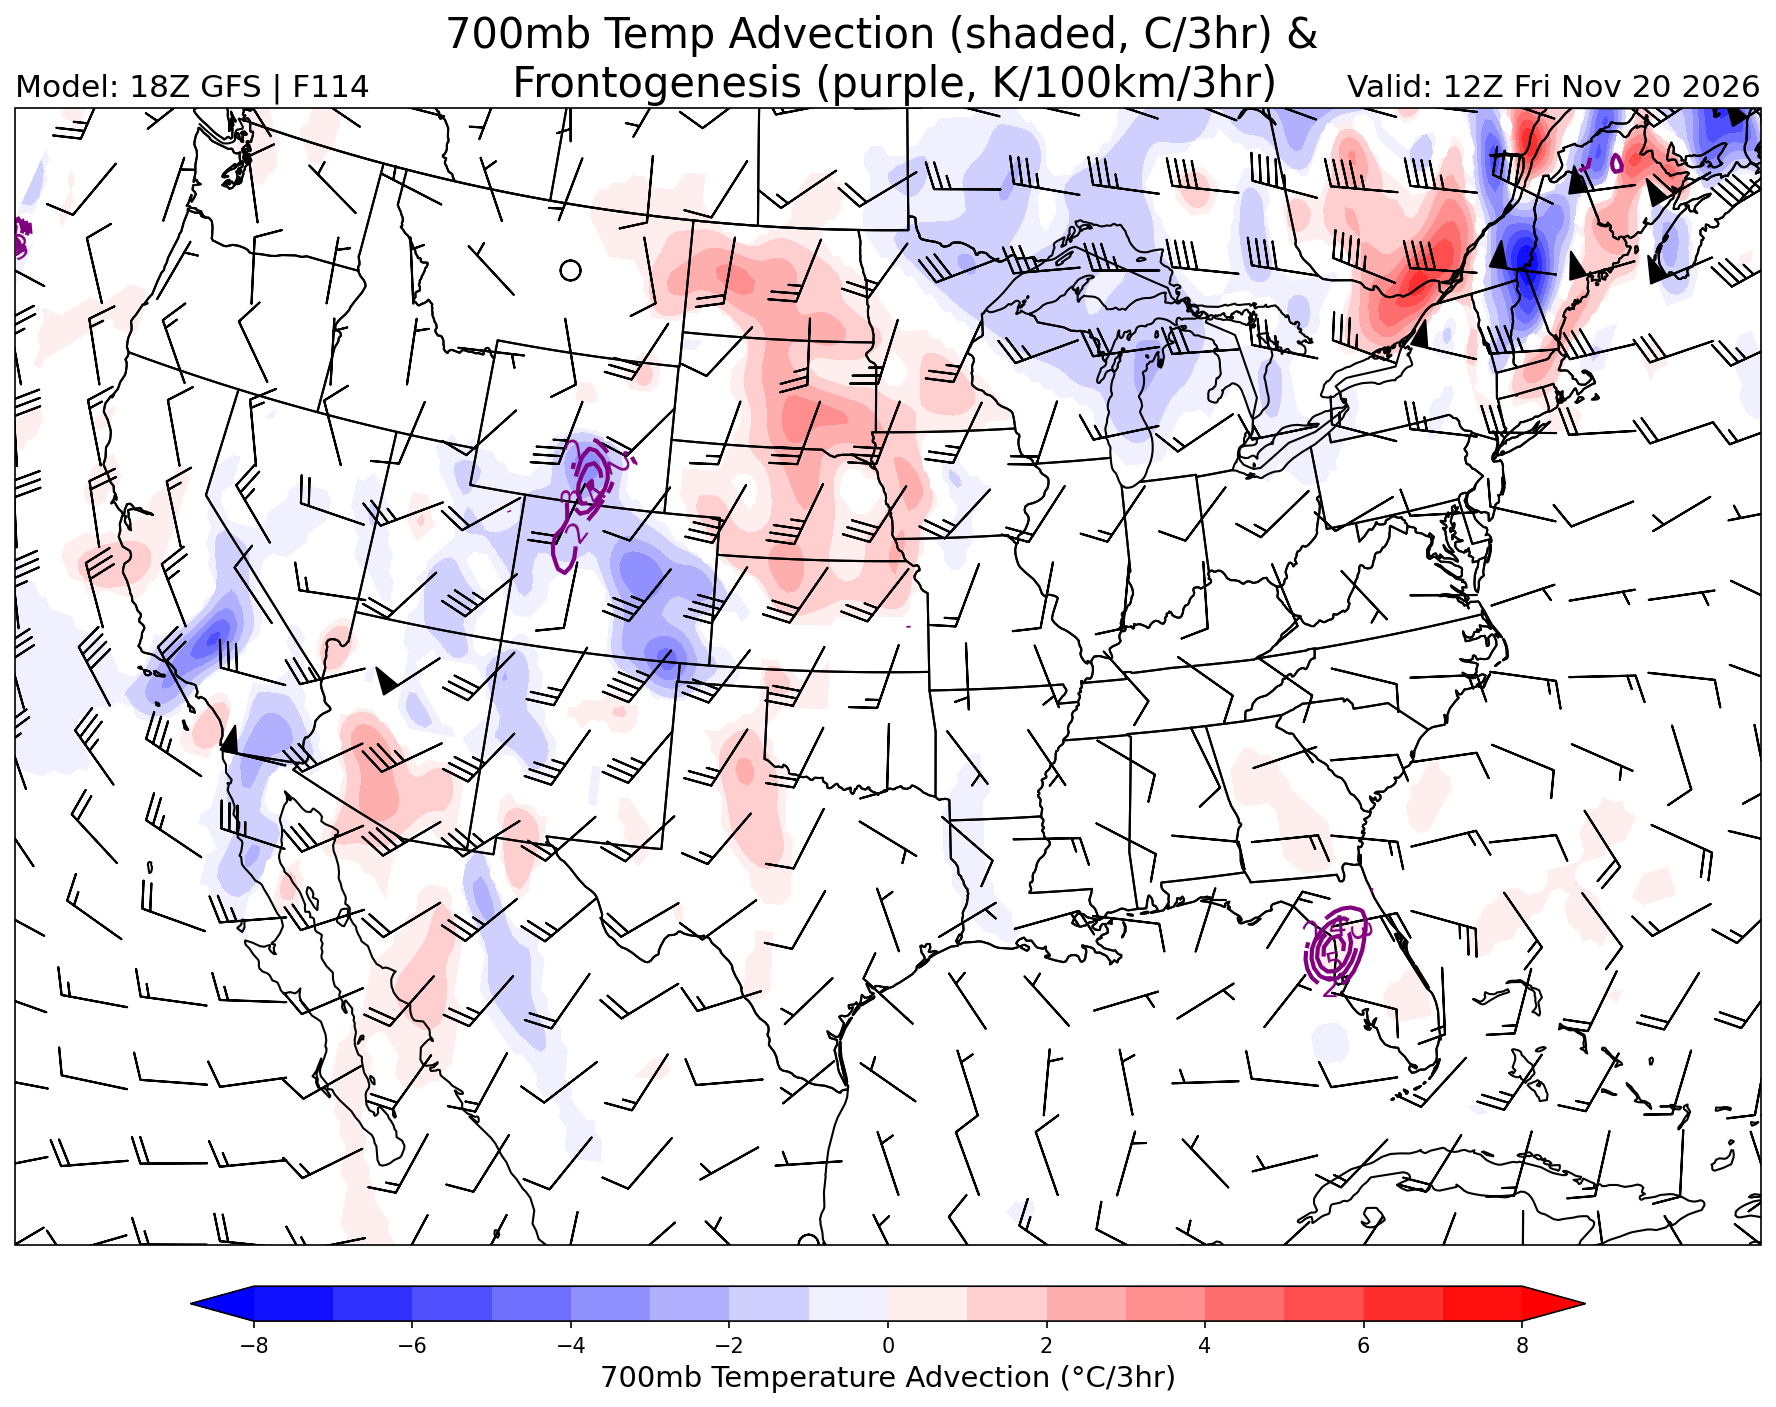 700mb Temp Advection (shaded, C/3hr) &
Model: 18Z GFS | F114 Frontogenesis (purple, K/100km/3hr) Valid: 12Z Fri Nov 20 2026
−8 −6 −4 −2 0 2 4 6 8
700mb Temperature Advection (°C/3hr)